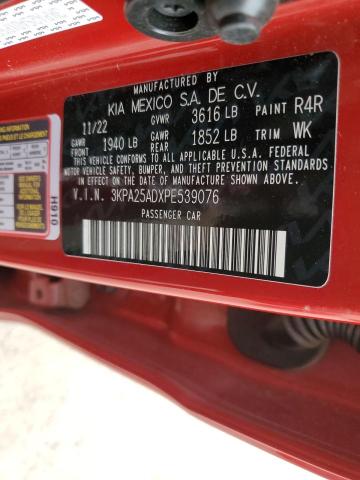 MANUFACTURED BY
KIA MEXICO S.A. DE C.V.
11/22 GVWR 3616 LB PAINT R4R
GAWR 1940 LB GAWR 1852 LB TRIM WK
THIS VEHICLE CONFORMS TO ALL APPLICABLE U.S.A. FEDERAL
MOTOR VEHICLE SAFETY, BUMPER, AND THEFT PREVENTION
STANDARDS IN EFFECT ON THE DATE OF MANUFACTURE SHOWN ABOVE.
V.I.N. 3KPA25ADXPE539076
PASSENGER CAR
H910